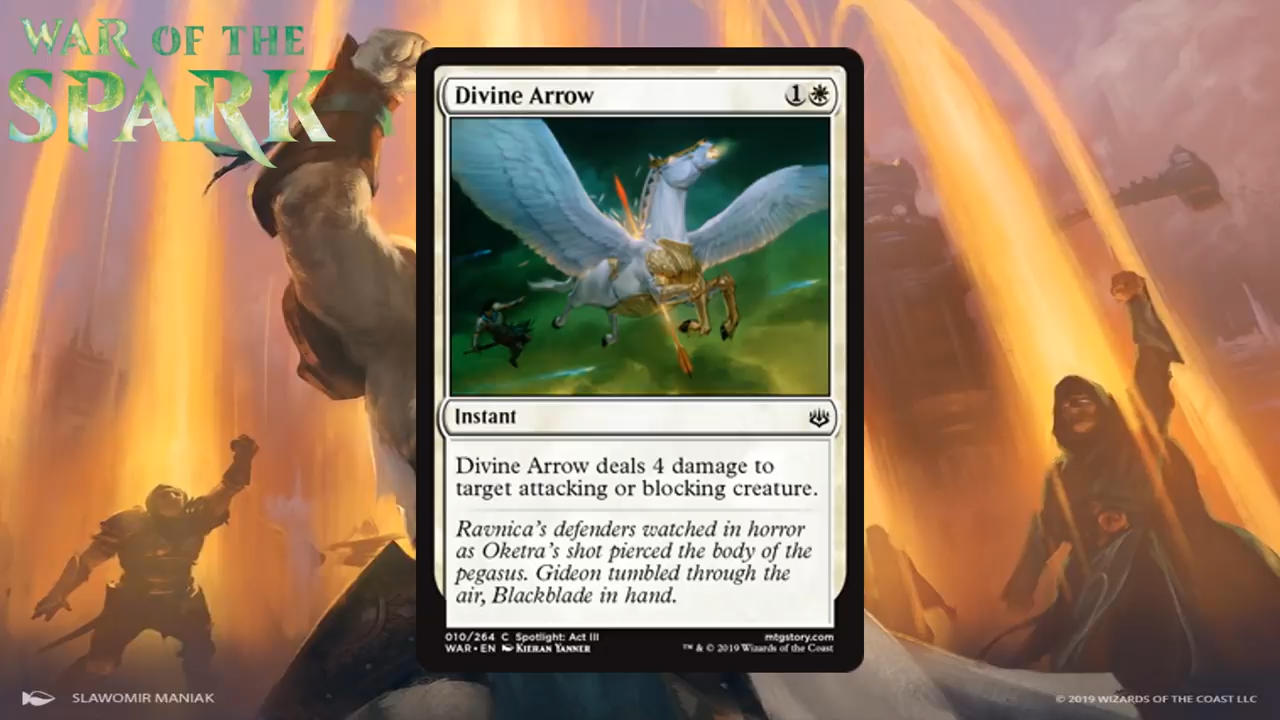 WAR OF THE
SPARK
Divine Arrow
1
Instant
Divine Arrow deals 4 damage to
target attacking or blocking creature.
Ravnica's defenders watched in horror
as Oketra's shot pierced the body of the
pegasus. Gideon tumbled through the
air, Blackblade in hand.
010/264 C Spotlight: Act III
mtgstory.com
WAR • EN KIERAN YANNER
™ & © 2019 Wizards of the Coast
SLAWOMIR MANIAK
© 2019 WIZARDS OF THE COAST LLC